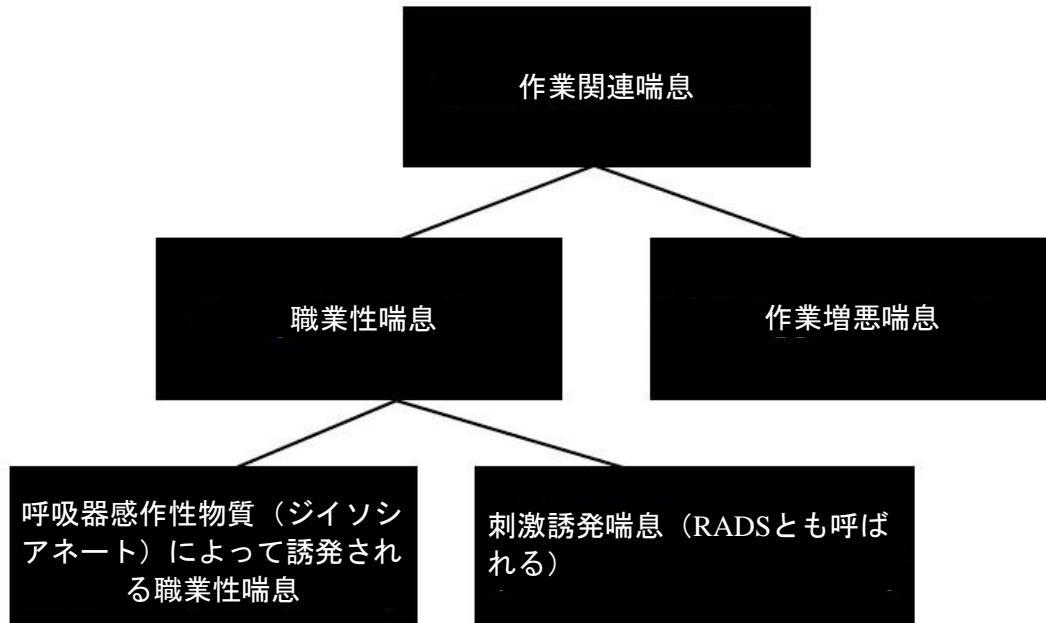 作業関連喘息
職業性喘息
作業増悪喘息
呼吸器感作性物質（ジイソシ
アネート）によって誘発され
る職業性喘息
刺激誘発喘息（RADSとも呼ば
れる）